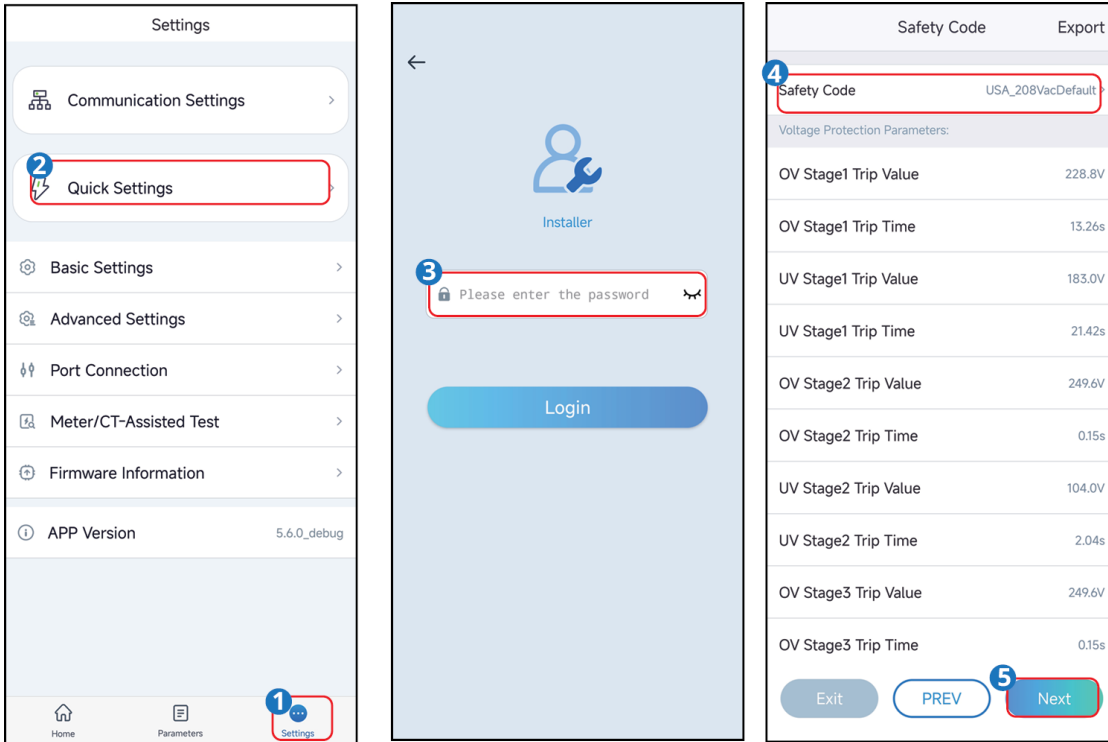 Settings
Communication Settings
2
Quick Settings
Basic Settings
Advanced Settings
Port Connection
Meter/CT-Assisted Test
Firmware Information
APP Version 5.6.0_debug
1
Home Parameters Settings
Installer
3
Please enter the password
Login
Safety Code Export
4
Safety Code USA_208VacDefault
Voltage Protection Parameters:
OV Stage1 Trip Value 228.8V
OV Stage1 Trip Time 13.26s
UV Stage1 Trip Value 183.0V
UV Stage1 Trip Time 21.42s
OV Stage2 Trip Value 249.6V
OV Stage2 Trip Time 0.15s
UV Stage2 Trip Value 104.0V
UV Stage2 Trip Time 2.04s
OV Stage3 Trip Value 249.6V
OV Stage3 Trip Time 0.15s
5
Exit PREV Next